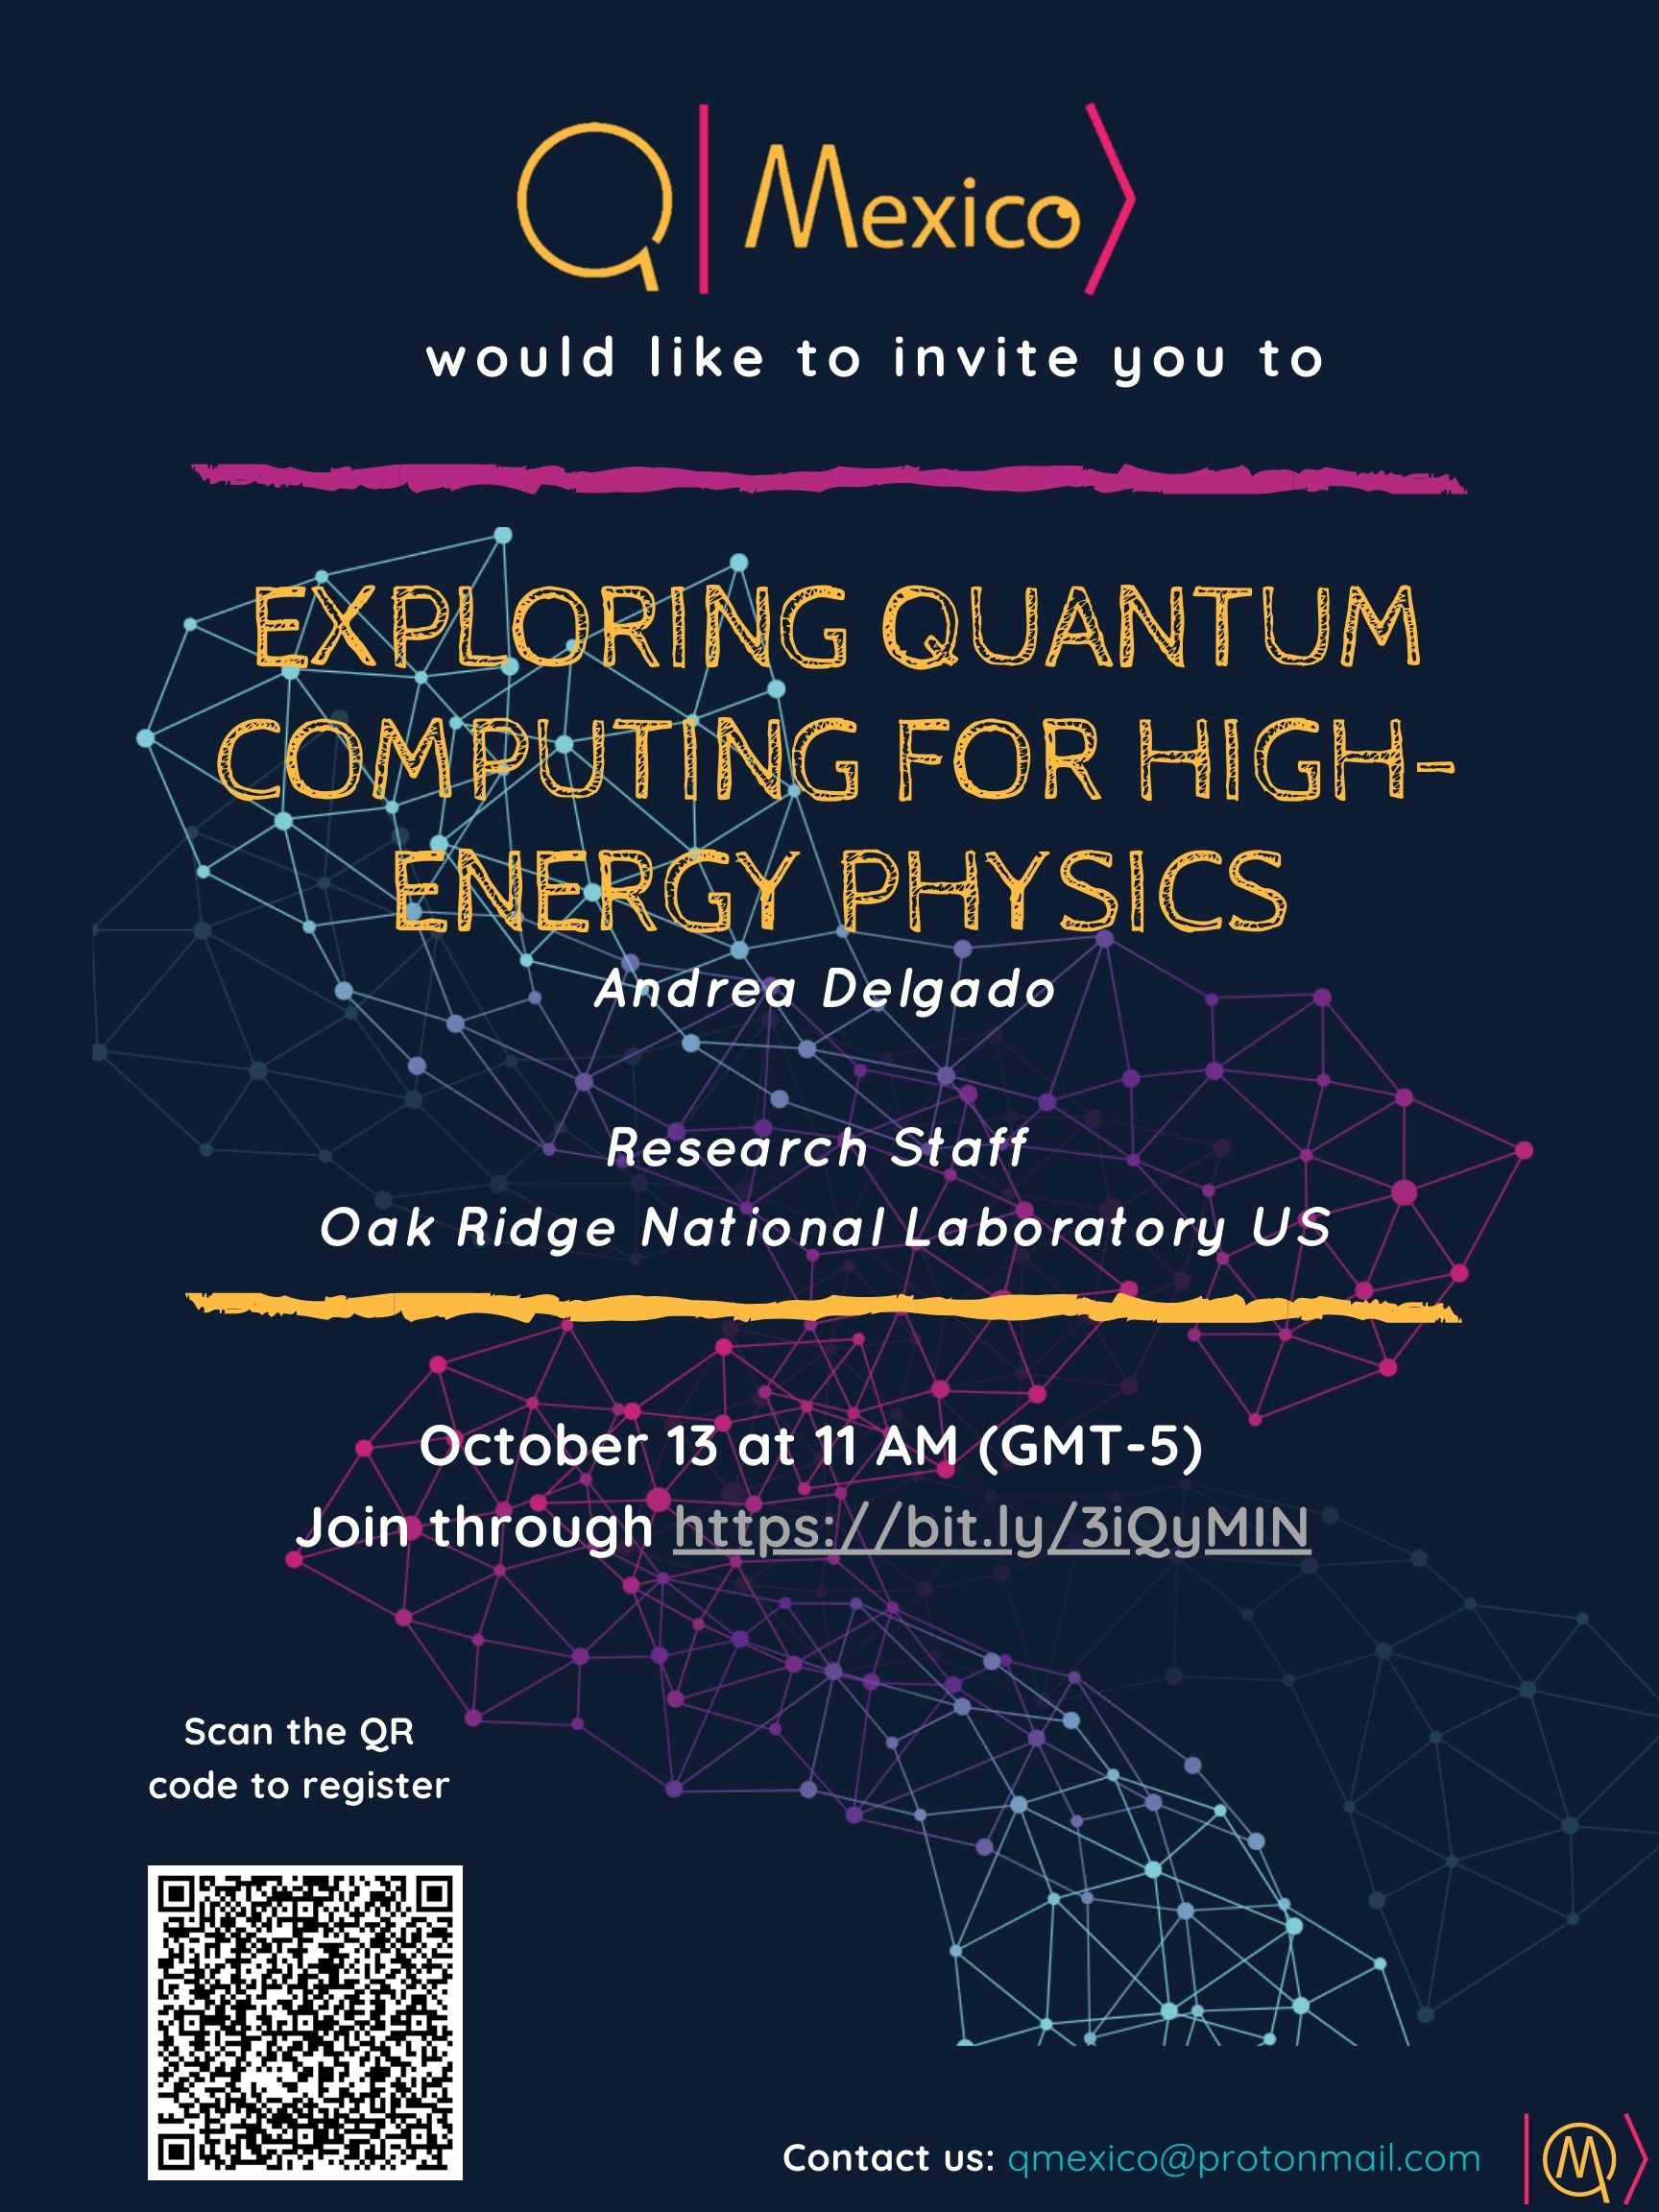 Q|Mexico⟩
would like to invite you to
EXPLORING QUANTUM
COMPUTING FOR HIGH-
ENERGY PHYSICS
Andrea Delgado
Research Staff
Oak Ridge National Laboratory US
October 13 at 11 AM (GMT-5)
Join through https://bit.ly/3iQyMIN
Scan the QR
code to register
Contact us: qmexico@protonmail.com